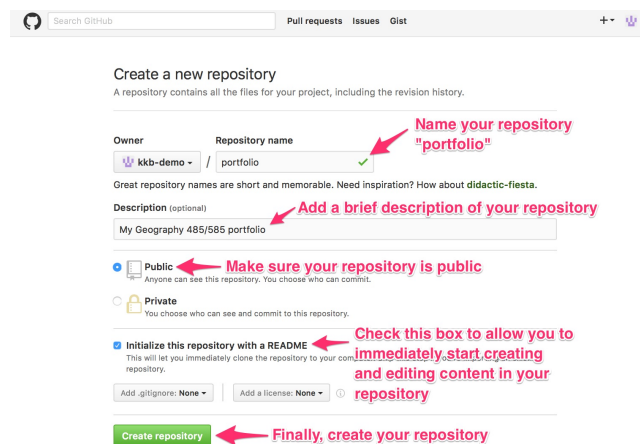 Search GitHub
Pull requests Issues Gist
Create a new repository
A repository contains all the files for your project, including the revision history.
Owner Repository name
Name your repository
"portfolio"
kkb-demo / portfolio
Great repository names are short and memorable. Need inspiration? How about didactic-fiesta.
Description (optional)
Add a brief description of your repository
My Geography 485/585 portfolio
Public
Make sure your repository is public
Anyone can see this repository. You choose who can commit.
Private
You choose who can see and commit to this repository.
Check this box to allow you to
immediately start creating
and editing content in your
repository
Initialize this repository with a README
This will let you immediately clone the repository to your
repository.
Add .gitignore: None Add a license: None
Create repository
Finally, create your repository